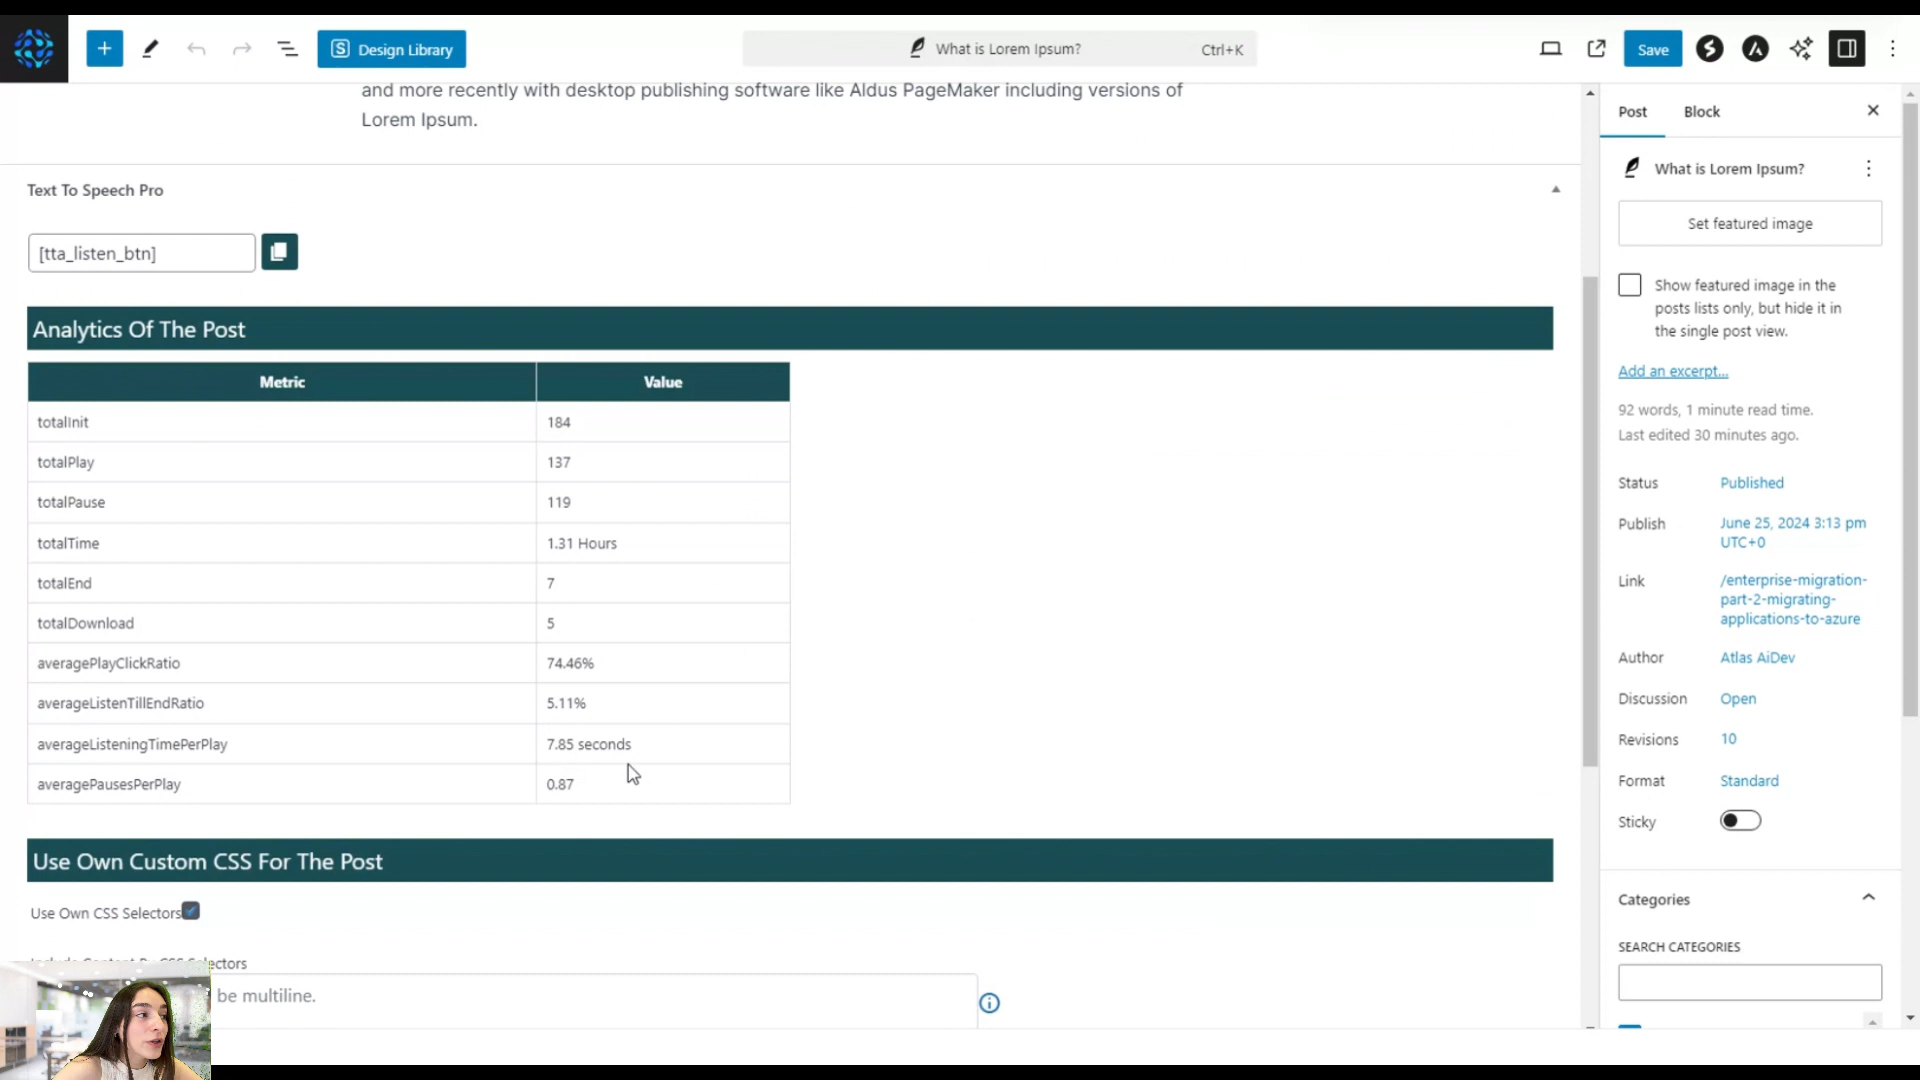 Design Library
What is Lorem Ipsum?
Ctrl+K
Save
and more recently with desktop publishing software like Aldus PageMaker including versions of
Lorem Ipsum.
Text To Speech Pro
[tta_listen_btn]
Analytics Of The Post
Metric Value
totalInit 184
totalPlay 137
totalPause 119
totalTime 1.31 Hours
totalEnd 7
totalDownload 5
averagePlayClickRatio 74.46%
averageListenTillEndRatio 5.11%
averageListeningTimePerPlay 7.85 seconds
averagePausesPerPlay 0.87
Use Own Custom CSS For The Post
Use Own CSS Selectors
Include Content By CSS Selectors
be multiline.
Post Block
What is Lorem Ipsum?
Set featured image
Show featured image in the
posts lists only, but hide it in
the single post view.
Add an excerpt...
92 words, 1 minute read time.
Last edited 30 minutes ago.
Status Published
Publish June 25, 2024 3:13 pm
UTC+0
Link /enterprise-migration-
part-2-migrating-
applications-to-azure
Author Atlas AiDev
Discussion Open
Revisions 10
Format Standard
Sticky
Categories
SEARCH CATEGORIES